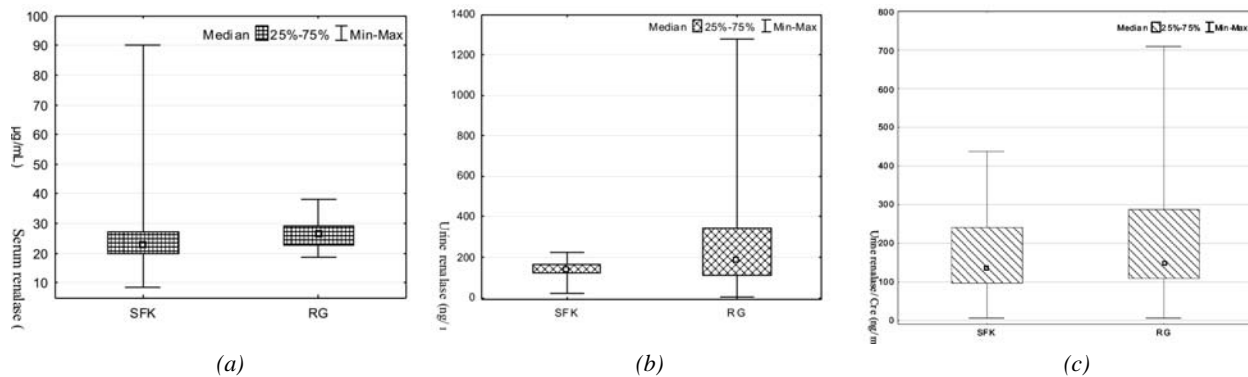 Median 25%-75% Min-Max
100
90
80
70
60
50
40
30
20
10
Serum renalase ( µg/mL)
SFK RG
(a)
Median 25%-75% Min-Max
1400
1200
1000
800
600
400
200
0
Urine renalase (ng/
SFK RG
(b)
Median 25%-75% Min-Max
800
700
600
500
400
300
200
100
0
Urine renalase/Cre (ng/m
SFK RG
(c)